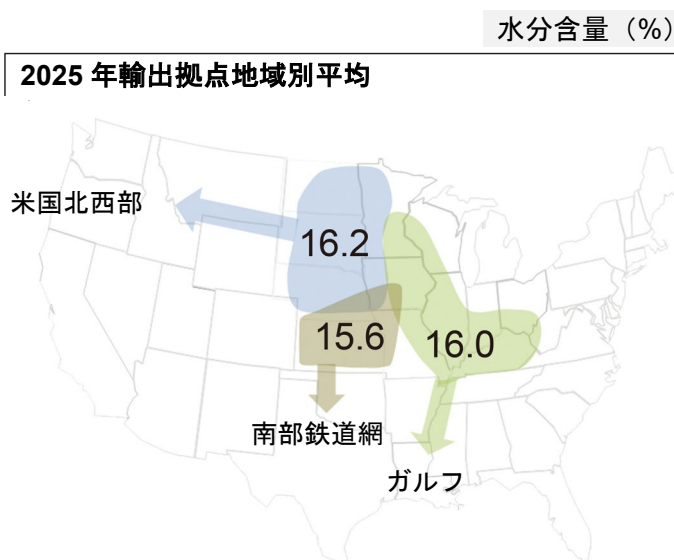 水分含量（%）
2025 年輸出拠点地域別平均
米国北西部
16.2
15.6
16.0
南部鉄道網
ガルフ